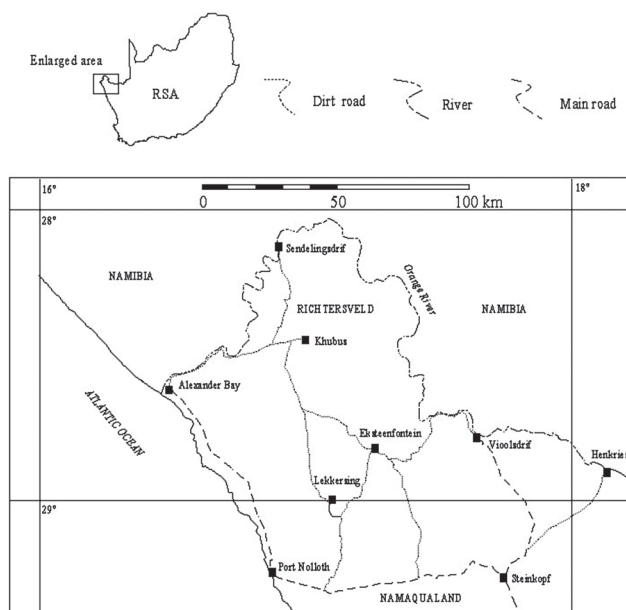 Enlarged area
RSA
Dirt road
River
Main road
16°
18°
28°
0
50
100 km
Sendelingsdrif
NAMIBIA
Orange River
RICHTERSVELD
NAMIBIA
Khubus
Alexander Bay
ATLANTIC OCEAN
Eksteenfontein
Vioolsdrif
Henkries
Lekkersing
29°
Port Nolloth
Steinkopf
NAMAQUALAND